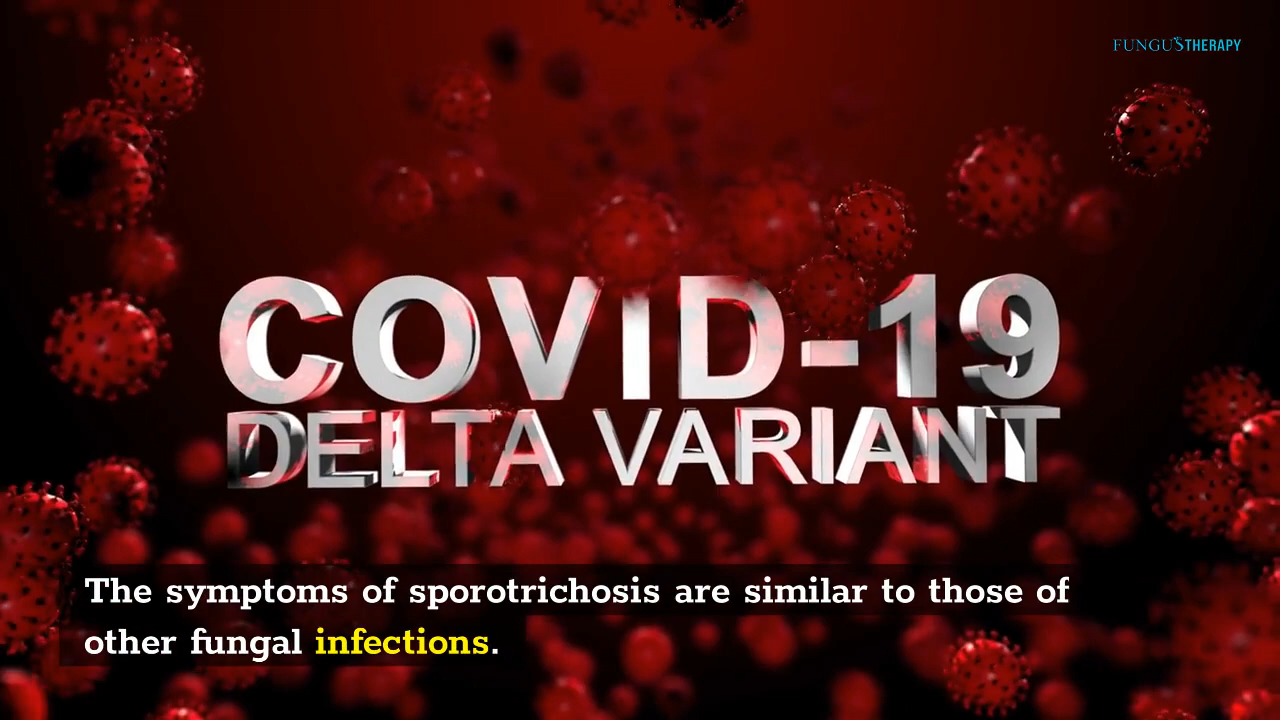 FUNGUSTHERAPY
COVID-19
DELTA VARIANT
The symptoms of sporotrichosis are similar to those of
other fungal infections.